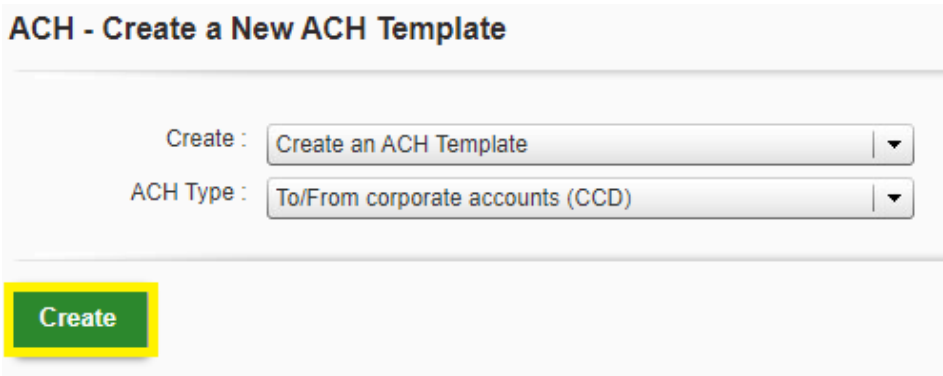 ACH - Create a New ACH Template
Create : Create an ACH Template
ACH Type : To/From corporate accounts (CCD)
Create